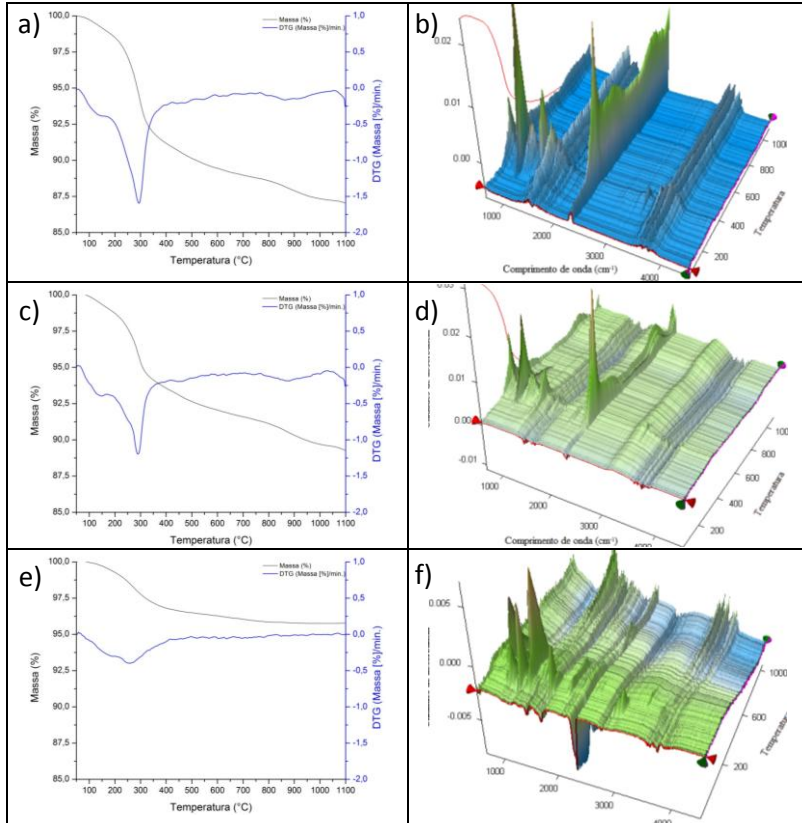 a)
Massa (%)
DTG (Massa [%]/min.)
100,0
97,5
95,0
92,5
90,0
87,5
85,0
Massa (%)
1,0
0,5
0,0
-0,5
-1,0
-1,5
-2,0
DTG (Massa [%]/min.)
100 200 300 400 500 600 700 800 900 1000 1100
Temperatura (°C)
b)
0.02
0.01
0.00
1000
2000
3000
4000
Comprimento de onda (cm⁻¹)
200
400
600
800
1000
Temperatura
c)
Massa (%)
DTG (Massa [%]/min.)
100,0
97,5
95,0
92,5
90,0
87,5
85,0
Massa (%)
1,0
0,5
0,0
-0,5
-1,0
-1,5
-2,0
DTG (Massa [%]/min.)
100 200 300 400 500 600 700 800 900 1000 1100
Temperatura (°C)
d)
0.03
0.02
0.01
0.00
-0.01
1000
2000
3000
Comprimento de onda (cm⁻¹)
200
400
600
800
Temperatura
e)
Massa (%)
DTG (Massa [%]/min.)
100,0
97,5
95,0
92,5
90,0
87,5
85,0
Massa (%)
1,0
0,5
0,0
-0,5
-1,0
-1,5
-2,0
DTG (Massa [%]/min.)
100 200 300 400 500 600 700 800 900 1000 1100
Temperatura (°C)
f)
0.005
0.000
-0.005
1000
2000
3000
200
600
1000
Temperatura